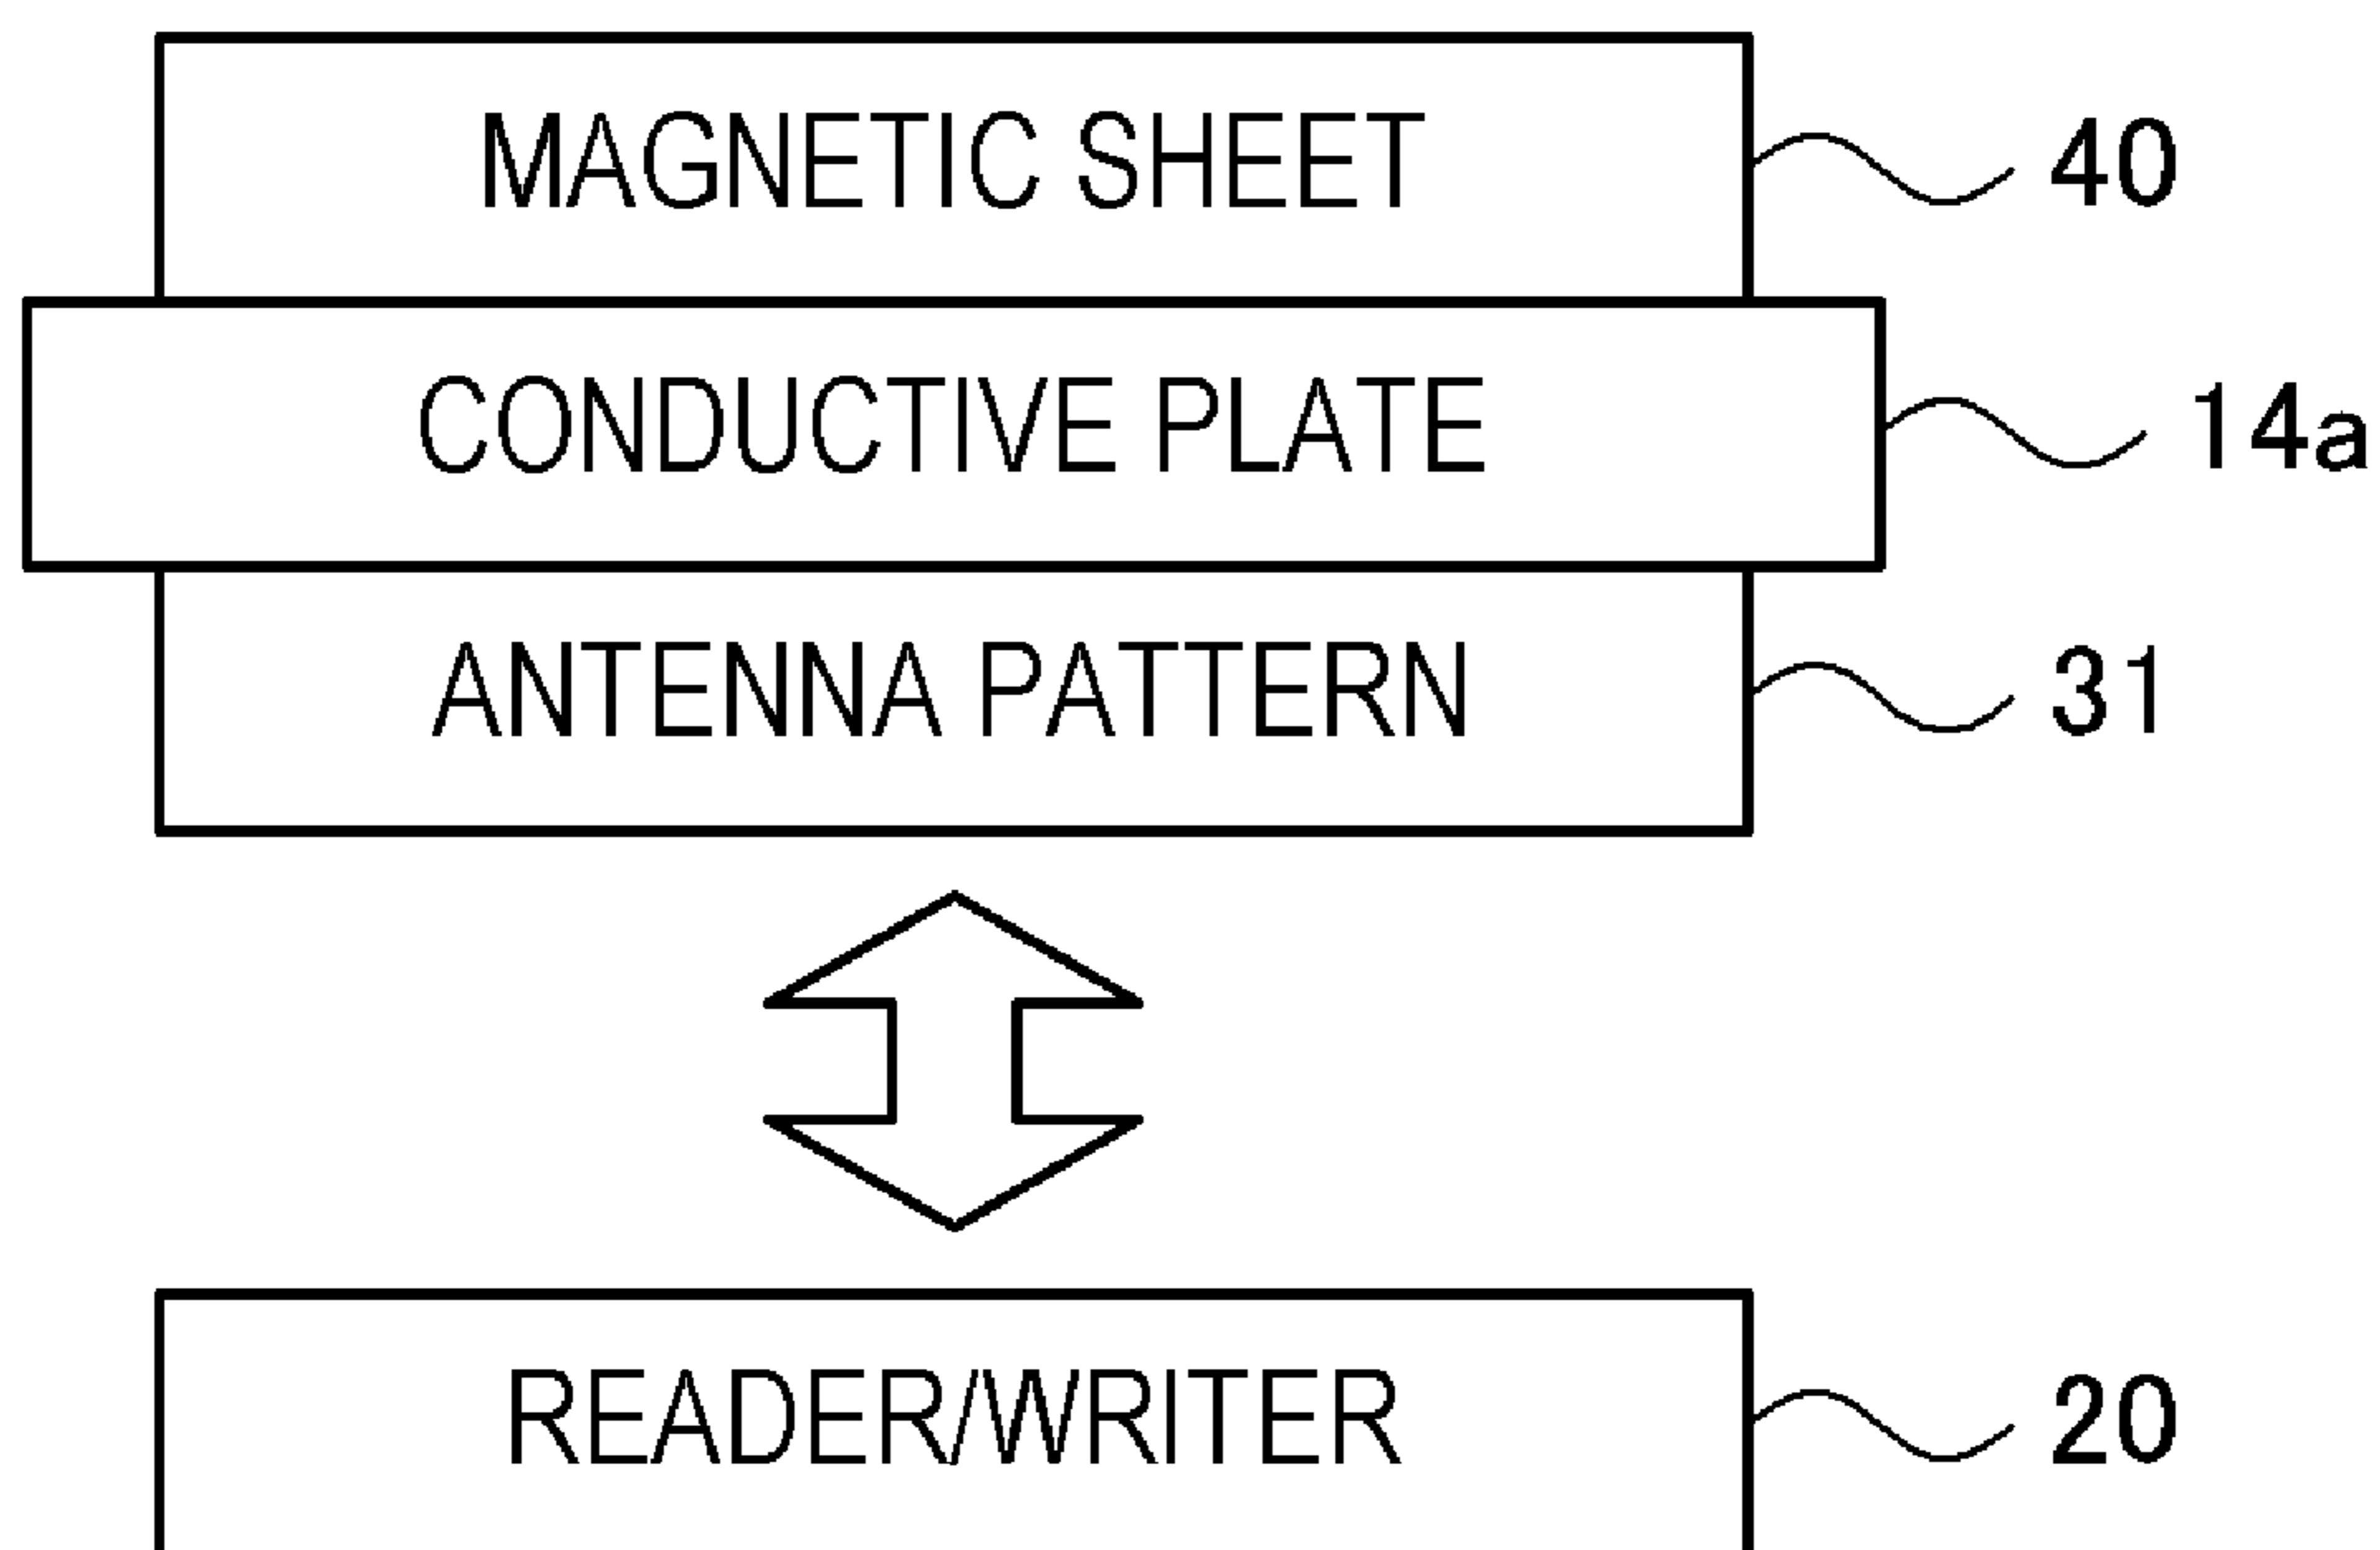 MAGNETIC SHEET 40
CONDUCTIVE PLATE 14a
ANTENNA PATTERN 31
READER/WRITER 20